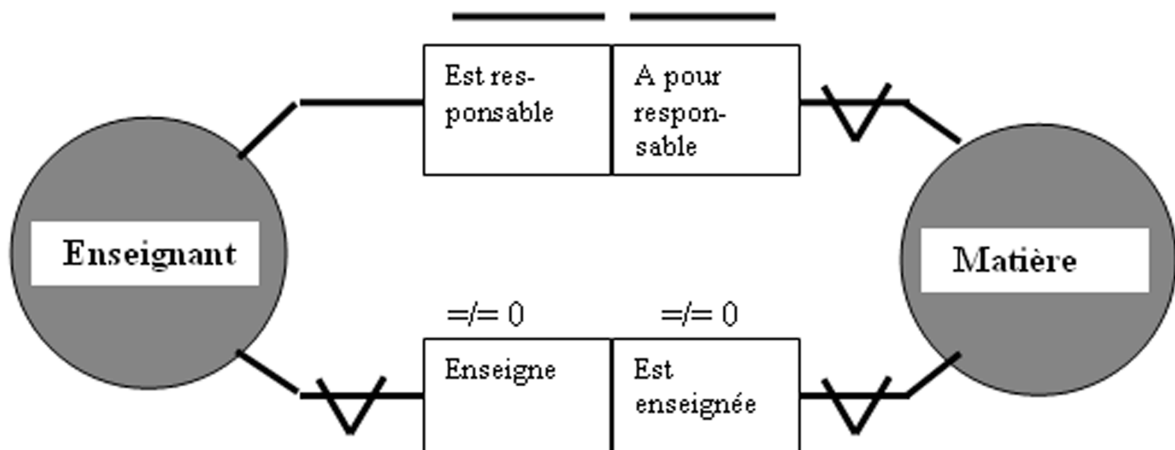 Est res-
ponsable
A pour
respon-
sable
Enseignant
Matière
=/= 0
=/= 0
Enseigne
Est
enseignée